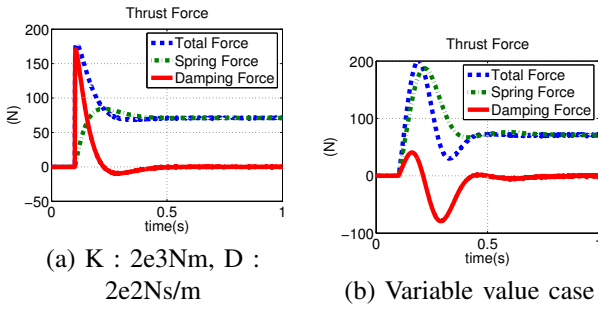 Thrust Force
200
150
100
50
0
-50
(N)
Total Force
Spring Force
Damping Force
0
0.5
1
time(s)
(a) K : 2e3Nm, D :
2e2Ns/m
Thrust Force
200
100
0
-100
(N)
Total Force
Spring Force
Damping Force
0
0.5
1
time(s)
(b) Variable value case